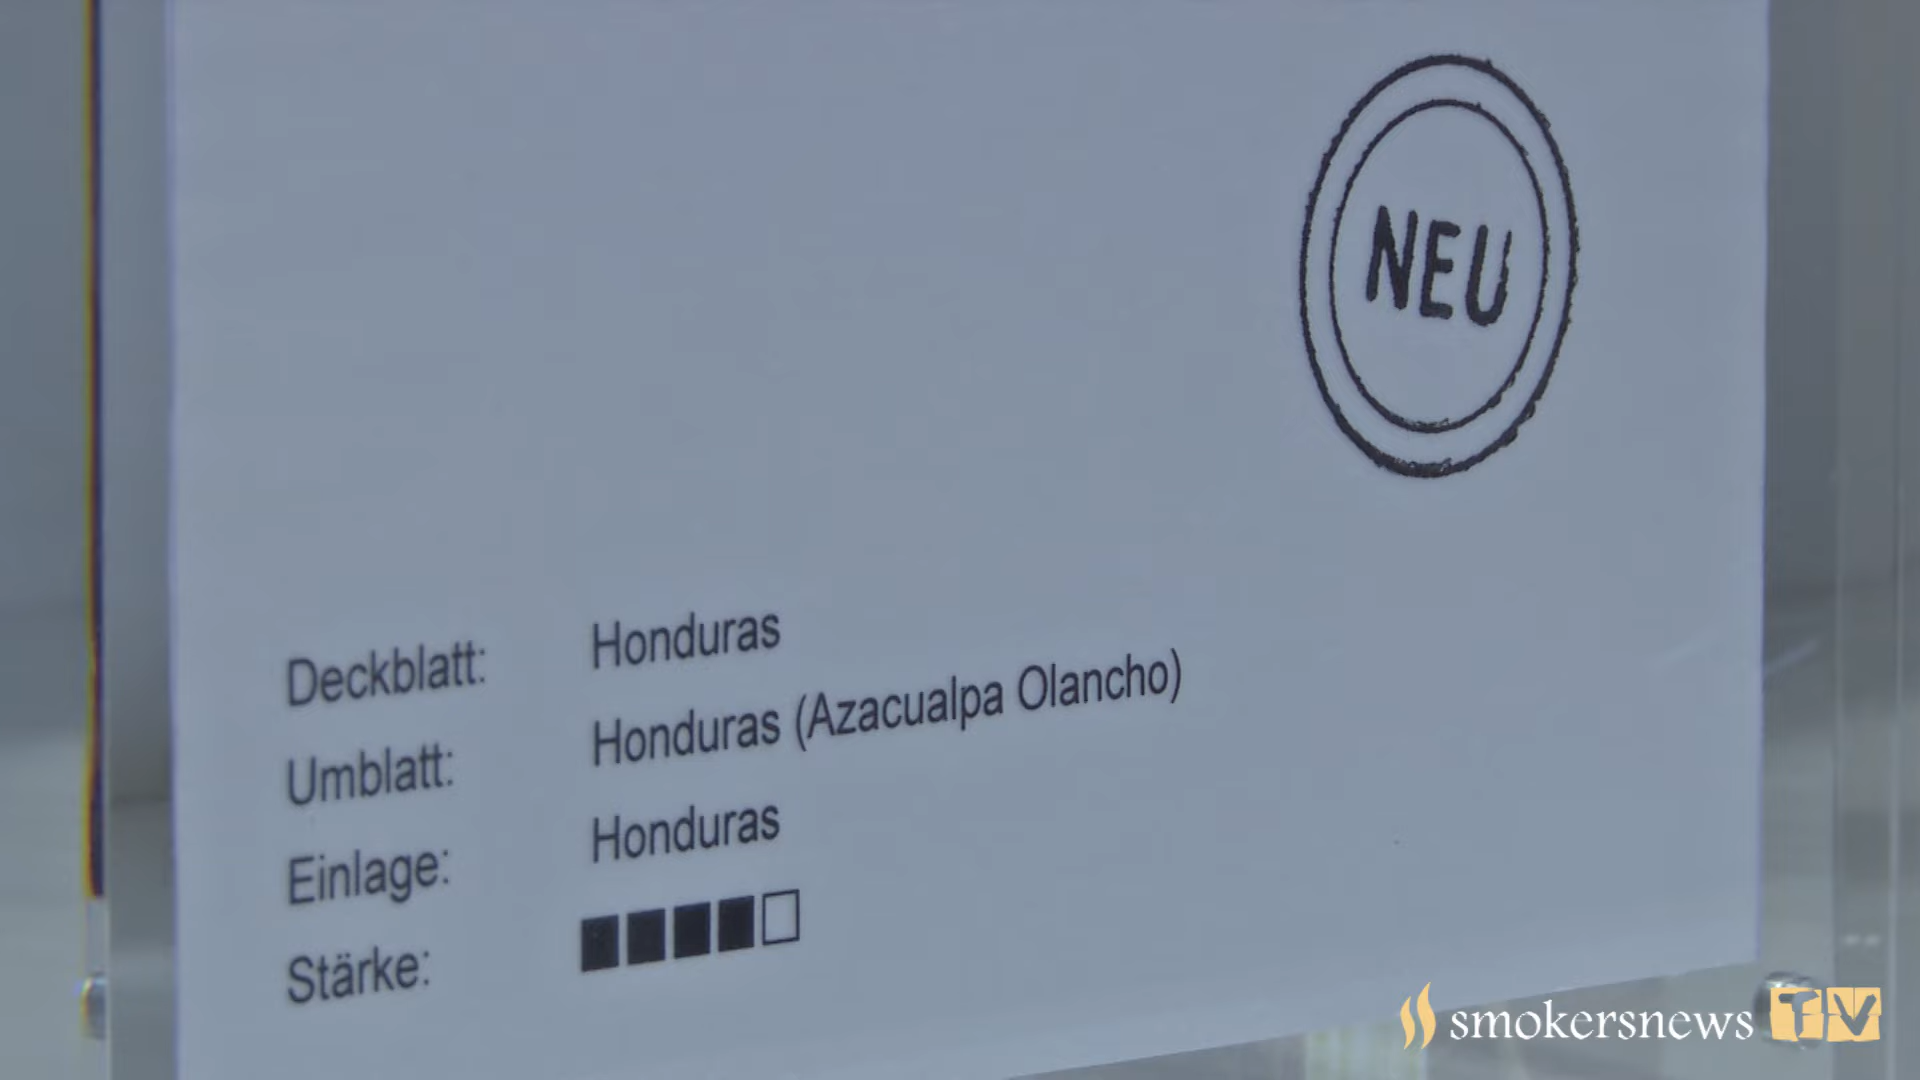 NEU
Deckblatt: Honduras
Umblatt: Honduras (Azacualpa Olancho)
Einlage: Honduras
Stärke:
smokersnews TV